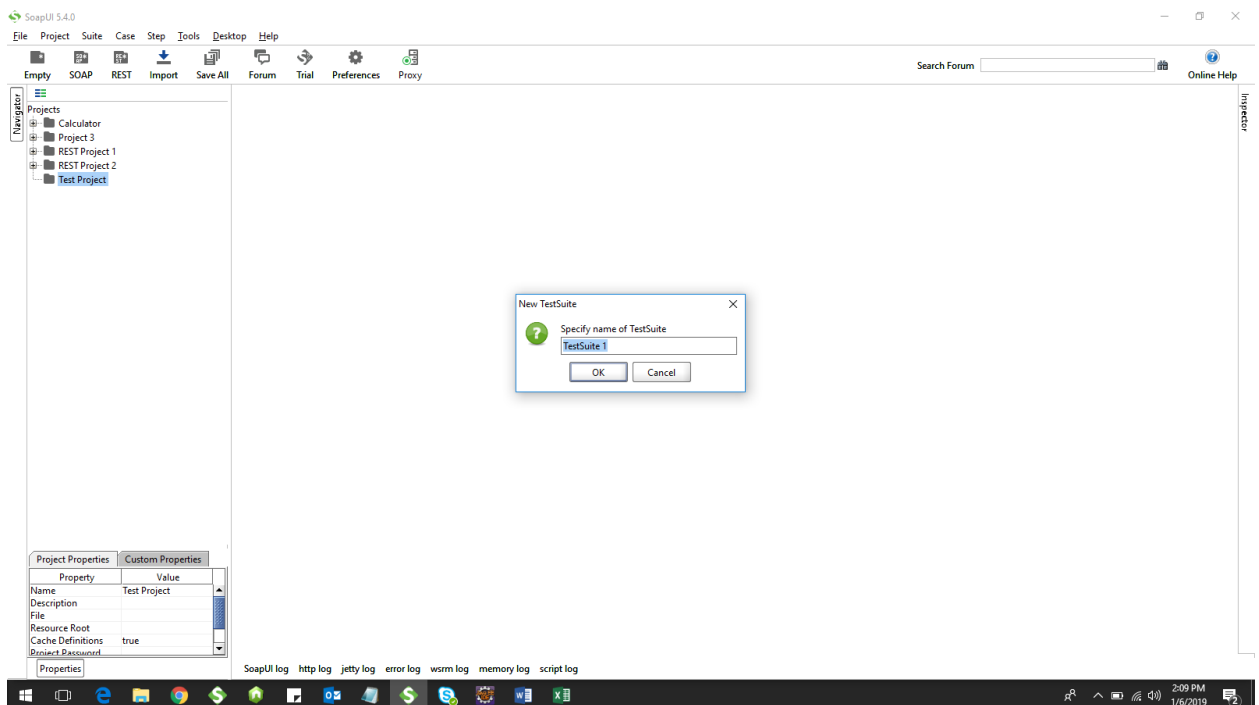 SoapUI 5.4.0
File Project Suite Case Step Tools Desktop Help
Empty SOAP REST Import Save All Forum Trial Preferences Proxy Search Forum Online Help
Navigator
Inspector
Projects
Calculator
Project 3
REST Project 1
REST Project 2
Test Project
New TestSuite
Specify name of TestSuite
TestSuite 1
OK Cancel
Project Properties Custom Properties
Property Value
Name Test Project
Description
File
Resource Root
Cache Definitions true
Project Password
Properties
SoapUI log http log jetty log error log wsrm log memory log script log
2:09 PM
1/6/2019